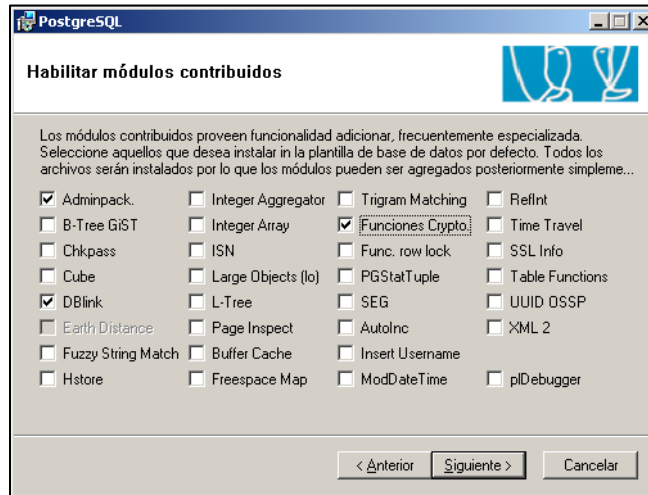 PostgreSQL
Habilitar módulos contribuidos
Los módulos contribuidos proveen funcionalidad adicionar, frecuentemente especializada.
Seleccione aquellos que desea instalar in la plantilla de base de datos por defecto. Todos los
archivos serán instalados por lo que los módulos pueden ser agregados posteriormente simpleme...
Adminpack. Integer Aggregator Trigram Matching RefInt
B-Tree GiST Integer Array Funciones Crypto. Time Travel
Chkpass ISN Func. row lock SSL Info
Cube Large Objects (lo) PGStatTuple Table Functions
DBlink L-Tree SEG UUID OSSP
Earth Distance Page Inspect AutoInc XML 2
Fuzzy String Match Buffer Cache Insert Username
Hstore Freespace Map ModDateTime plDebugger
< Anterior Siguiente > Cancelar